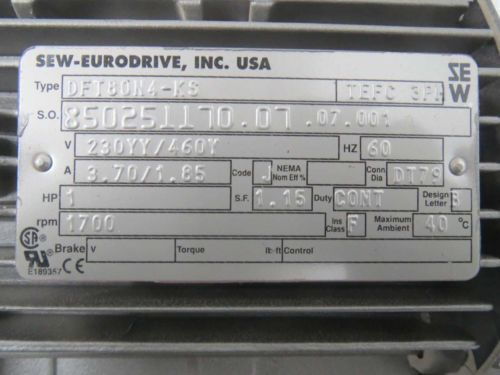 SEW-EURODRIVE, INC. USA
SEW
Type DFT80N4-KS TEFC 3PH
S.O. 850251170.07.07.001
V 230YY/460Y HZ 60
A 3.70/1.85 Code J NEMA Nom Eff % Conn Dia DT79
HP 1 S.F. 1.15 Duty CONT Design Letter B
rpm 1700 Ins Class F Maximum Ambient 40 °C
Brake V Torque lb-ft Control
E189357 CE